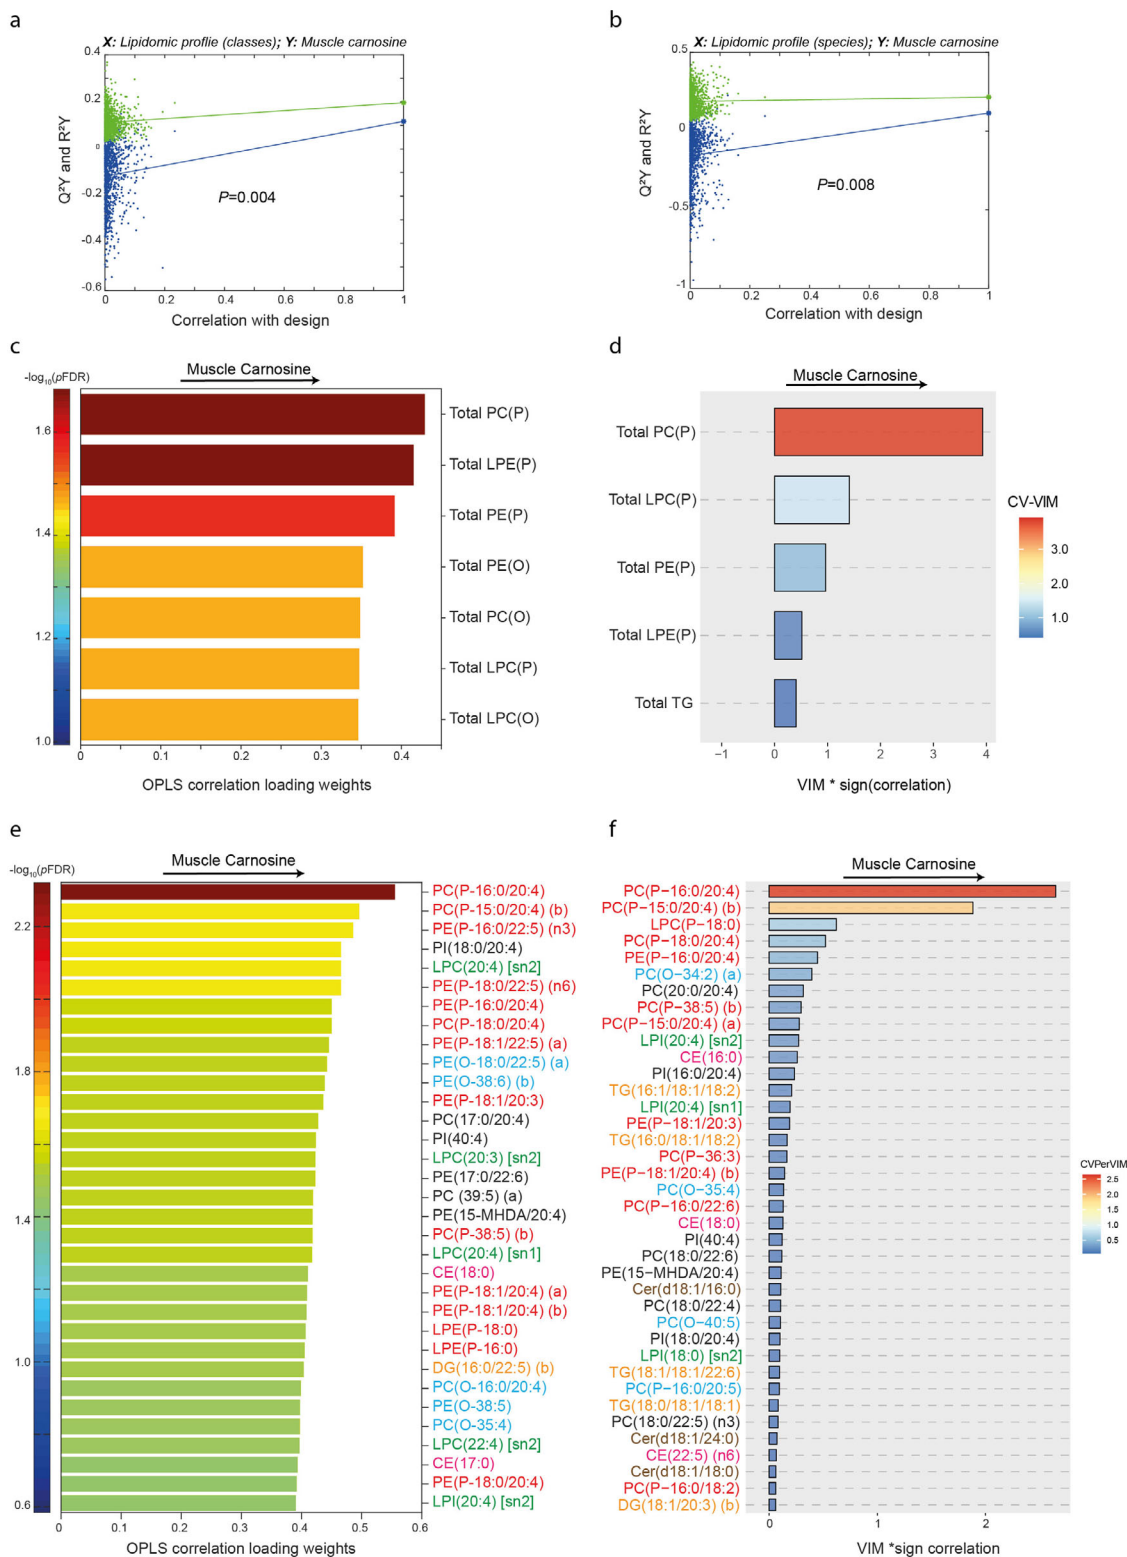 a
X: Lipidomic proflie (classes); Y: Muscle carnosine
0.4
0.2
0
-0.2
-0.4
-0.6
Q²Y and R²Y
P=0.004
0
0.2
0.4
0.6
0.8
1
Correlation with design
b
X: Lipidomic profile (species); Y: Muscle carnosine
0.5
0
-0.5
-1
Q²Y and R²Y
P=0.008
0
0.2
0.4
0.6
0.8
1
Correlation with design
c
-log₁₀(pFDR)
Muscle Carnosine
1.6
1.4
1.2
1.0
Total PC(P)
Total LPE(P)
Total PE(P)
Total PE(O)
Total PC(O)
Total LPC(P)
Total LPC(O)
0
0.1
0.2
0.3
0.4
OPLS correlation loading weights
d
Muscle Carnosine
Total PC(P)
Total LPC(P)
Total PE(P)
Total LPE(P)
Total TG
−1
0
1
2
3
4
VIM * sign(correlation)
CV-VIM
3.0
2.0
1.0
e
-log₁₀(pFDR)
Muscle Carnosine
2.2
1.8
1.4
1.0
0.6
PC(P-16:0/20:4)
PC(P-15:0/20:4) (b)
PE(P-16:0/22:5) (n3)
PI(18:0/20:4)
LPC(20:4) [sn2]
PE(P-18:0/22:5) (n6)
PE(P-16:0/20:4)
PC(P-18:0/20:4)
PE(P-18:1/22:5) (a)
PE(O-18:0/22:5) (a)
PE(O-38:6) (b)
PE(P-18:1/20:3)
PC(17:0/20:4)
PI(40:4)
LPC(20:3) [sn2]
PE(17:0/22:6)
PC (39:5) (a)
PE(15-MHDA/20:4)
PC(P-38:5) (b)
LPC(20:4) [sn1]
CE(18:0)
PE(P-18:1/20:4) (a)
PE(P-18:1/20:4) (b)
LPE(P-18:0)
LPE(P-16:0)
DG(16:0/22:5) (b)
PC(O-16:0/20:4)
PE(O-38:5)
PC(O-35:4)
LPC(22:4) [sn2]
CE(17:0)
PE(P-18:0/20:4)
LPI(20:4) [sn2]
0
0.1
0.2
0.3
0.4
0.5
0.6
OPLS correlation loading weights
f
Muscle Carnosine
PC(P−16:0/20:4)
PC(P−15:0/20:4) (b)
LPC(P−18:0)
PC(P−18:0/20:4)
PE(P−16:0/20:4)
PC(O−34:2) (a)
PC(20:0/20:4)
PC(P−38:5) (b)
PC(P−15:0/20:4) (a)
LPI(20:4) [sn2]
CE(16:0)
PI(16:0/20:4)
TG(16:1/18:1/18:2)
LPI(20:4) [sn1]
PE(P−18:1/20:3)
TG(16:0/18:1/18:2)
PC(P−36:3)
PE(P−18:1/20:4) (b)
PC(O−35:4)
PC(P−16:0/22:6)
CE(18:0)
PI(40:4)
PC(18:0/22:6)
PE(15−MHDA/20:4)
Cer(d18:1/16:0)
PC(18:0/22:4)
PC(O−40:5)
PI(18:0/20:4)
LPI(18:0) [sn2]
TG(18:1/18:1/22:6)
PC(P−16:0/20:5)
TG(18:0/18:1/18:1)
PC(18:0/22:5) (n3)
Cer(d18:1/24:0)
CE(22:5) (n6)
Cer(d18:1/18:0)
PC(P−16:0/18:2)
DG(18:1/20:3) (b)
0
1
2
VIM *sign correlation
CVPerVIM
2.5
2.0
1.5
1.0
0.5